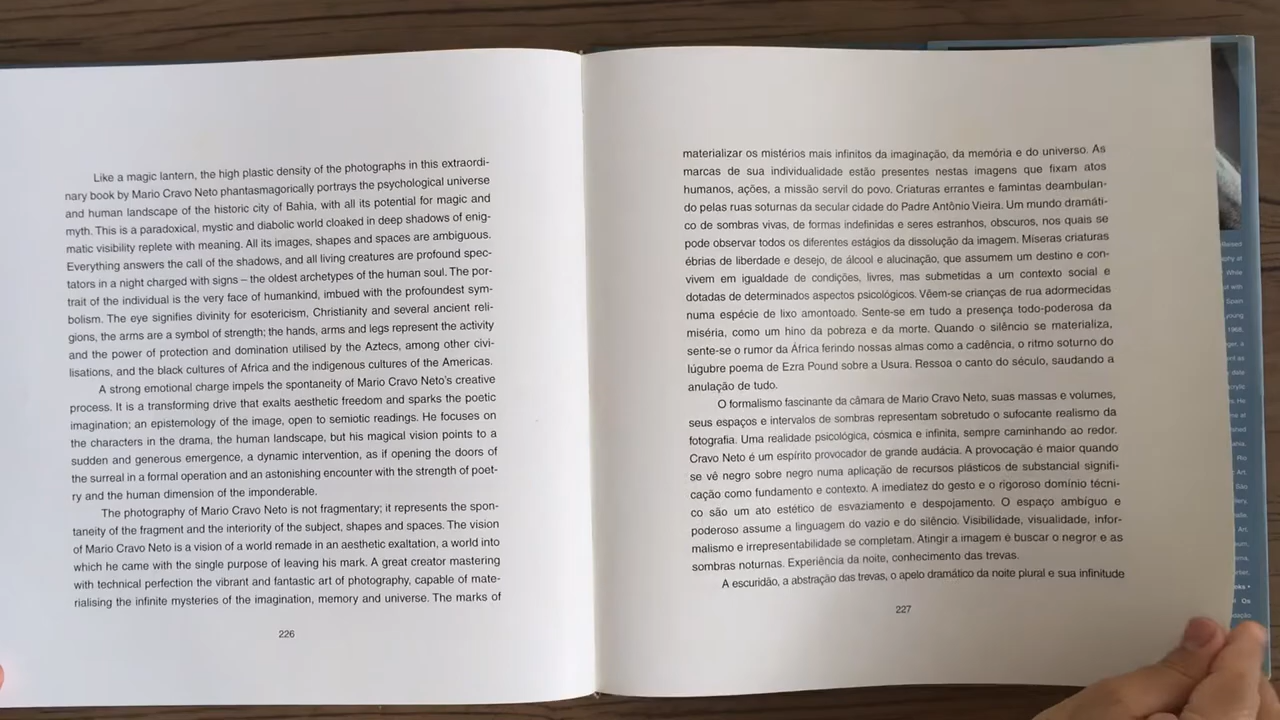 Like a magic lantern, the high plastic density of the photographs in this extraordi-
nary book by Mario Cravo Neto phantasmagorically portrays the psychological universe
and human landscape of the historic city of Bahia, with all its potential for magic and
myth. This is a paradoxical, mystic and diabolic world cloaked in deep shadows of enig-
matic visibility replete with meaning. All its images, shapes and spaces are ambiguous.
Everything answers the call of the shadows, and all living creatures are profound spec-
tators in a night charged with signs – the oldest archetypes of the human soul. The por-
trait of the individual is the very face of humankind, imbued with the profoundest sym-
bolism. The eye signifies divinity for esotericism, Christianity and several ancient reli-
gions, the arms are a symbol of strength; the hands, arms and legs represent the activity
and the power of protection and domination utilised by the Aztecs, among other civi-
lisations, and the black cultures of Africa and the indigenous cultures of the Americas.
A strong emotional charge impels the spontaneity of Mario Cravo Neto's creative
process. It is a transforming drive that exalts aesthetic freedom and sparks the poetic
imagination; an epistemology of the image, open to semiotic readings. He focuses on
the characters in the drama, the human landscape, but his magical vision points to a
sudden and generous emergence, a dynamic intervention, as if opening the doors of
the surreal in a formal operation and an astonishing encounter with the strength of poet-
ry and the human dimension of the imponderable.
The photography of Mario Cravo Neto is not fragmentary; it represents the spon-
taneity of the fragment and the interiority of the subject, shapes and spaces. The vision
of Mario Cravo Neto is a vision of a world remade in an aesthetic exaltation, a world into
which he came with the single purpose of leaving his mark. A great creator mastering
with technical perfection the vibrant and fantastic art of photography, capable of mate-
rialising the infinite mysteries of the imagination, memory and universe. The marks of
226
materializar os mistérios mais infinitos da imaginação, da memória e do universo. As
marcas de sua individualidade estão presentes nestas imagens que fixam atos
humanos, ações, a missão servil do povo. Criaturas errantes e famintas deambulan-
do pelas ruas soturnas da secular cidade do Padre Antônio Vieira. Um mundo dramáti-
co de sombras vivas, de formas indefinidas e seres estranhos, obscuros, nos quais se
pode observar todos os diferentes estágios da dissolução da imagem. Míseras criaturas
ébrias de liberdade e desejo, de álcool e alucinação, que assumem um destino e con-
vivem em igualdade de condições, livres, mas submetidas a um contexto social e
dotadas de determinados aspectos psicológicos. Vêem-se crianças de rua adormecidas
numa espécie de lixo amontoado. Sente-se em tudo a presença todo-poderosa da
miséria, como um hino da pobreza e da morte. Quando o silêncio se materializa,
sente-se o rumor da África ferindo nossas almas como a cadência, o ritmo soturno do
lúgubre poema de Ezra Pound sobre a Usura. Ressoa o canto do século, saudando a
anulação de tudo.
O formalismo fascinante da câmara de Mario Cravo Neto, suas massas e volumes,
seus espaços e intervalos de sombras representam sobretudo o sufocante realismo da
fotografia. Uma realidade psicológica, cósmica e infinita, sempre caminhando ao redor.
Cravo Neto é um espírito provocador de grande audácia. A provocação é maior quando
se vê negro sobre negro numa aplicação de recursos plásticos de substancial signifi-
cação como fundamento e contexto. A imediatez do gesto e o rigoroso domínio técni-
co são um ato estético de esvaziamento e despojamento. O espaço ambíguo e
poderoso assume a linguagem do vazio e do silêncio. Visibilidade, visualidade, infor-
malismo e irrepresentabilidade se completam. Atingir a imagem é buscar o negror e as
sombras noturnas. Experiência da noite, conhecimento das trevas.
A escuridão, a abstração das trevas, o apelo dramático da noite plural e sua infinitude
227